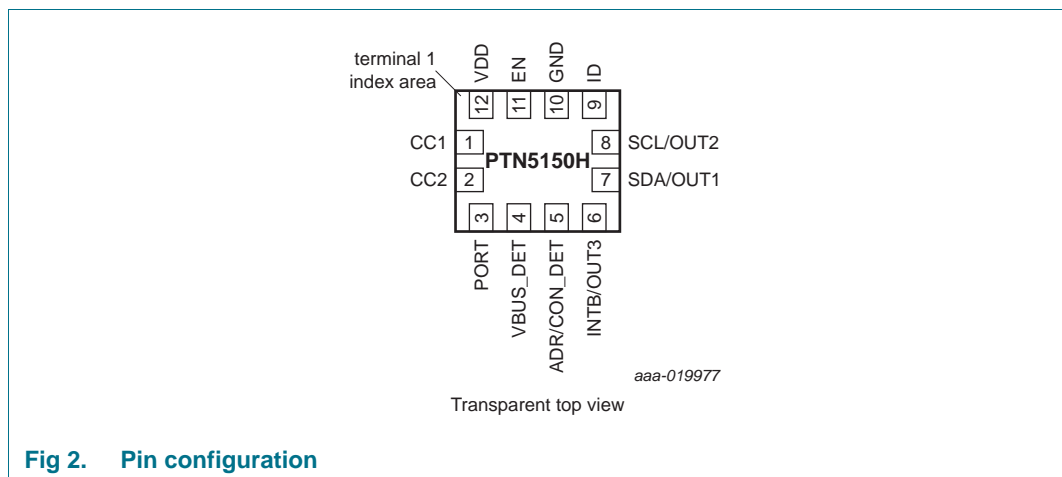 terminal 1
index area
VDD
EN
GND
ID
12
11
10
9
CC1
1
8
SCL/OUT2
PTN5150H
CC2
2
7
SDA/OUT1
3
4
5
6
PORT
VBUS_DET
ADR/CON_DET
INTB/OUT3
aaa-019977
Transparent top view
Fig 2. Pin configuration